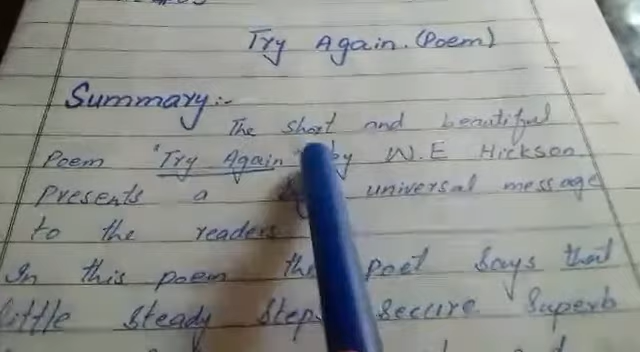 Try Again. (Poem)
Summary:-
The short and beautiful
Poem "Try Again" by W.E Hickson
Presents a universal message
to the readers
In this poem the poet Says that
little steady Steps Secure Superb